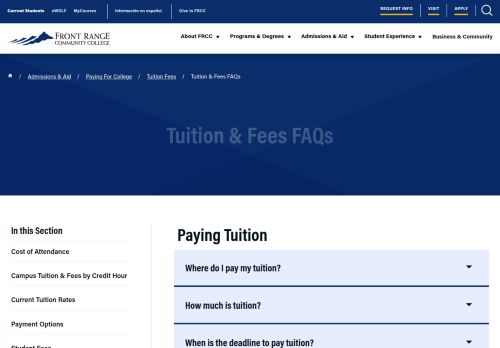 Current Students eWOLF MyCourses Información en español Give to FRCC REQUEST INFO VISIT APPLY
FRONT RANGE
COMMUNITY COLLEGE
About FRCC Programs & Degrees Admissions & Aid Student Experience Business & Community
/ Admissions & Aid / Paying For College / Tuition Fees / Tuition & Fees FAQs
Tuition & Fees FAQs
In this Section
Cost of Attendance
Campus Tuition & Fees by Credit Hour
Current Tuition Rates
Payment Options
Student Fees
Paying Tuition
Where do I pay my tuition?
How much is tuition?
When is the deadline to pay tuition?